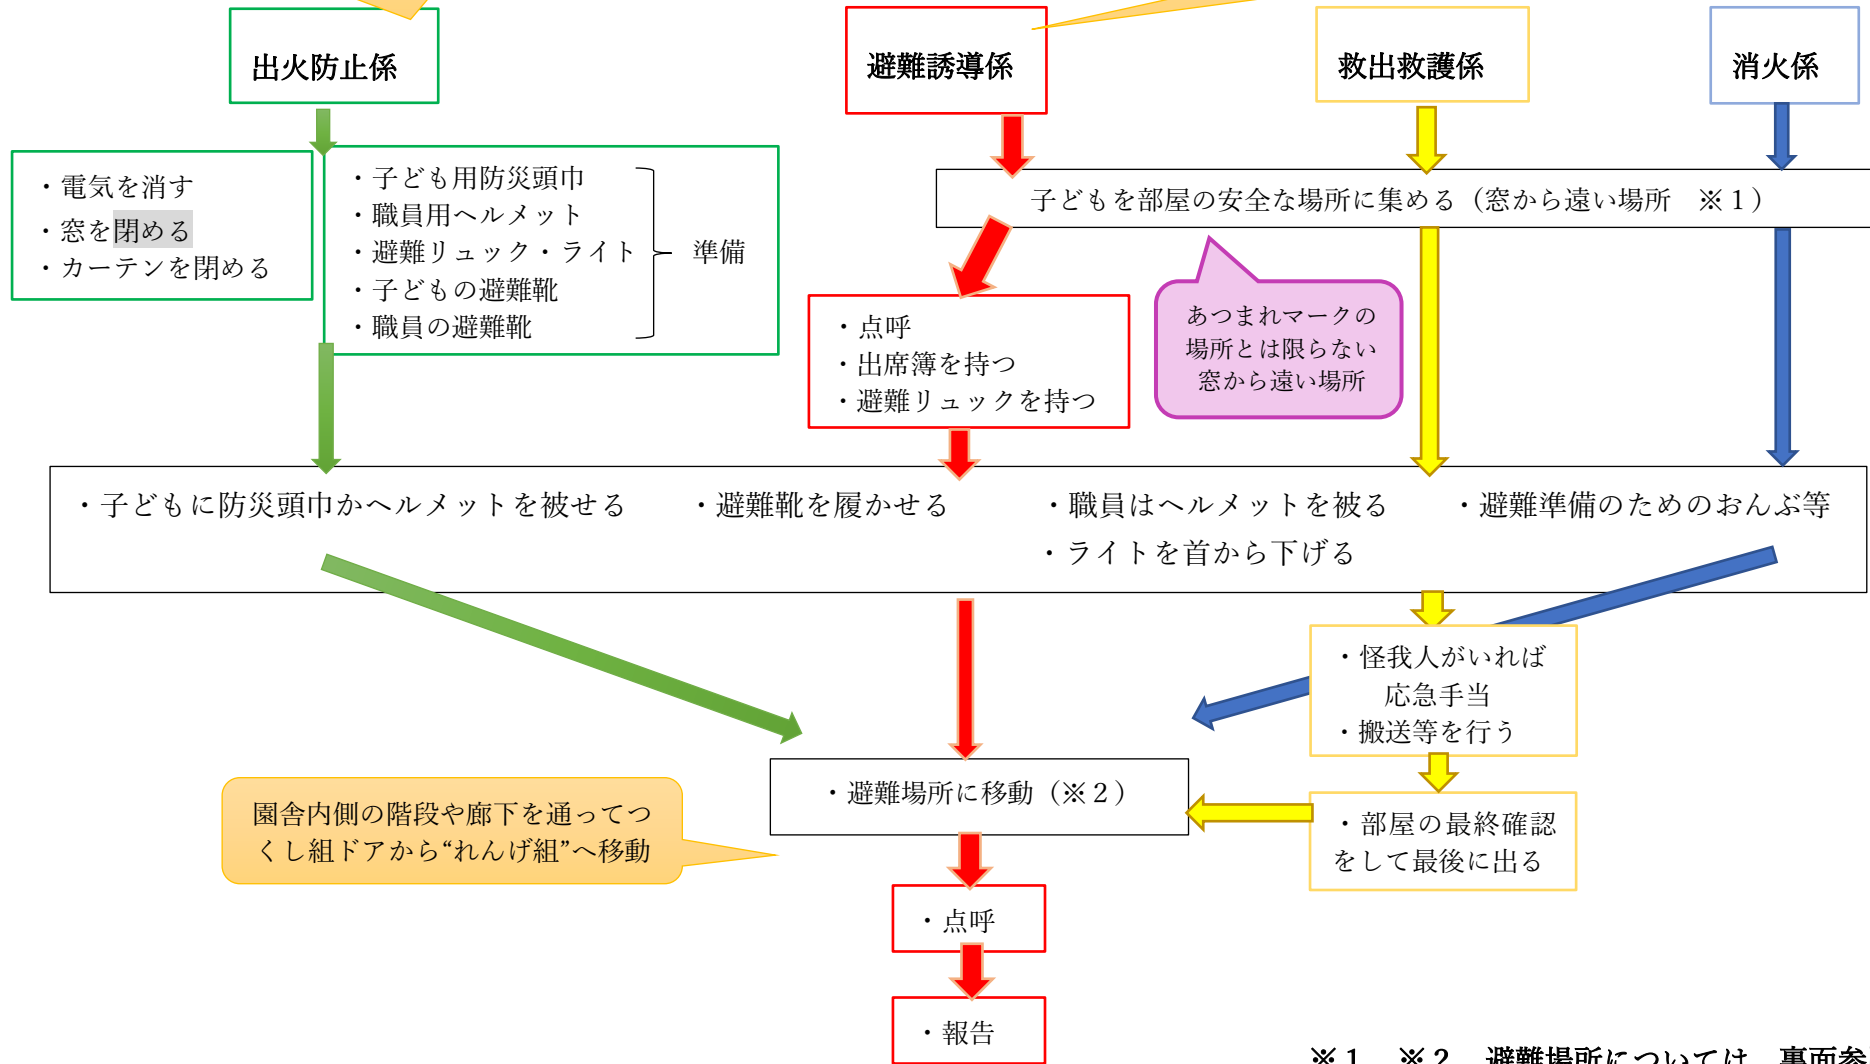 出火防止係
避難誘導係
救出救護係
消火係
・電気を消す
・窓を閉める
・カーテンを閉める
・子ども用防災頭巾
・職員用ヘルメット
・避難リュック・ライト
・子どもの避難靴
・職員の避難靴
準備
子どもを部屋の安全な場所に集める（窓から遠い場所　※１）
あつまれマークの
場所とは限らない
窓から遠い場所
・点呼
・出席簿を持つ
・避難リュックを持つ
・子どもに防災頭巾かヘルメットを被せる　・避難靴を履かせる　・職員はヘルメットを被る　・避難準備のためのおんぶ等
・ライトを首から下げる
・怪我人がいれば
応急手当
・搬送等を行う
・避難場所に移動（※２）
園舎内側の階段や廊下を通ってつ
くし組ドアから“れんげ組”へ移動
・部屋の最終確認
をして最後に出る
・点呼
・報告
※１　※２　避難場所については　裏面参